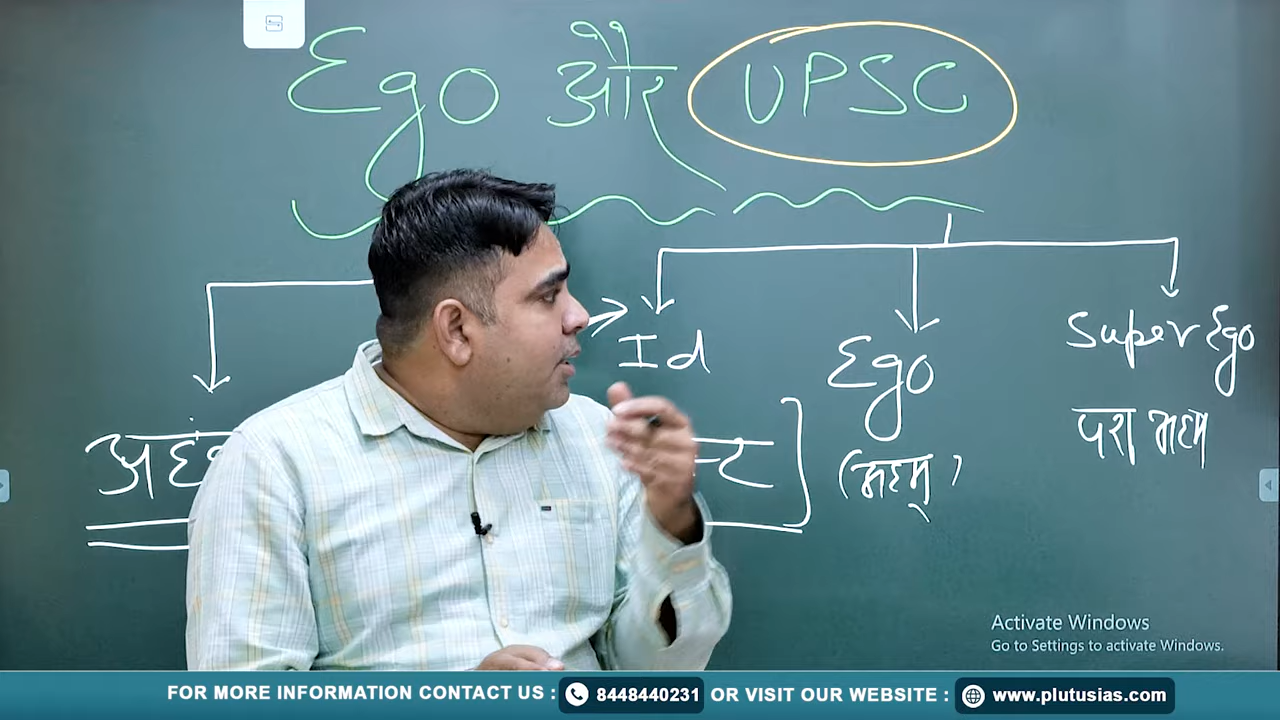 Ego और UPSC
Id
Ego
Super Ego
(अहम्)
परा अहम
Activate Windows
Go to Settings to activate Windows.
FOR MORE INFORMATION CONTACT US : 8448440231 OR VISIT OUR WEBSITE : www.plutusias.com